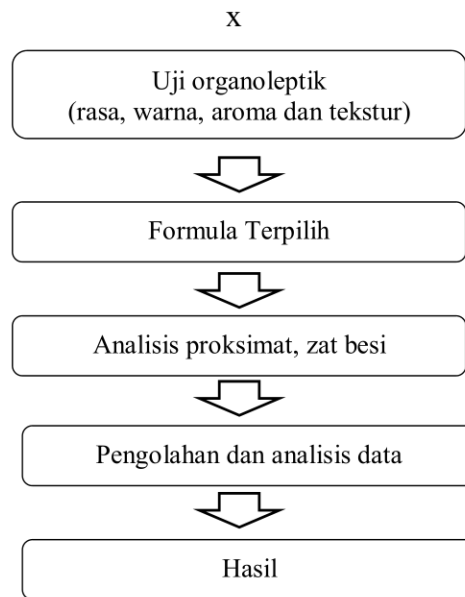 x
Uji organoleptik
(rasa, warna, aroma dan tekstur)
Formula Terpilih
Analisis proksimat, zat besi
Pengolahan dan analisis data
Hasil